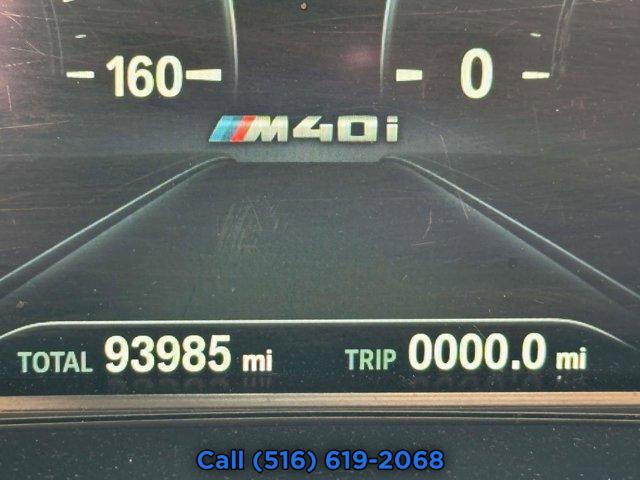 160 0
M40i
TOTAL 93985 mi TRIP 0000.0 mi
Call (516) 619-2068